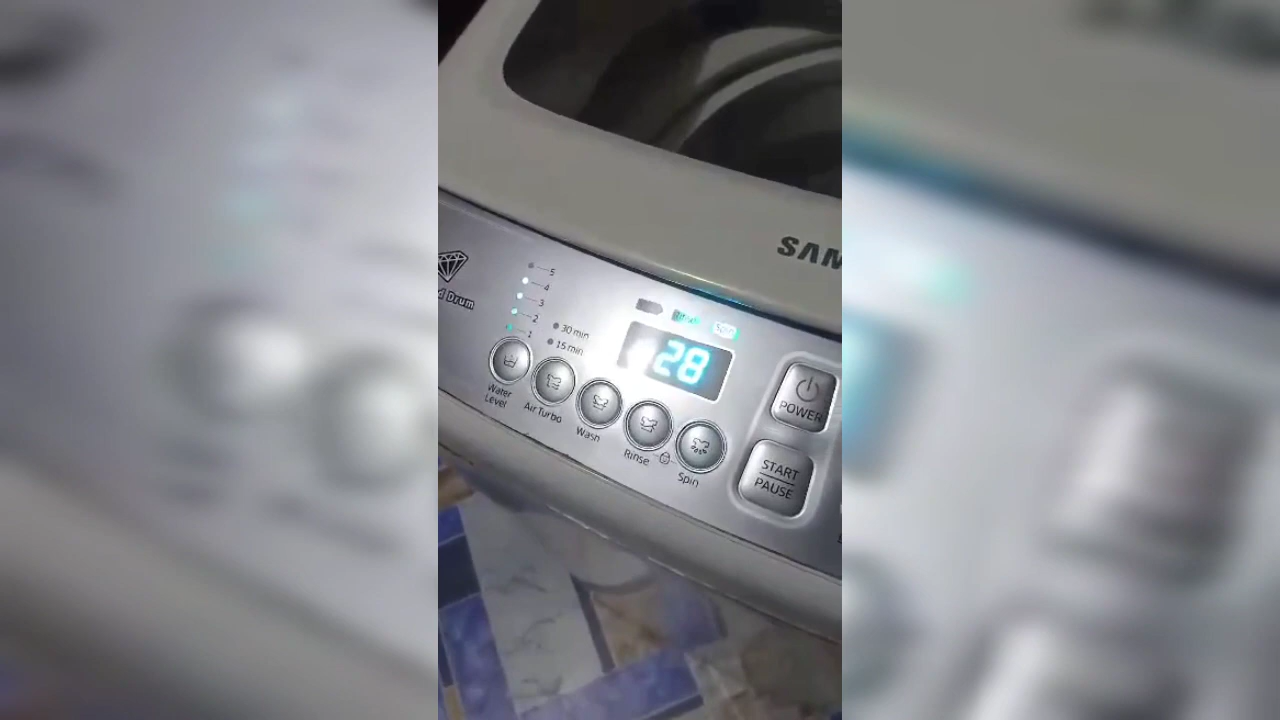 SAM
d Drum
5
4
3
2
1
30 min
15 min
Rinse
Spin
28
Water
Level
Air Turbo
Wash
Rinse
Spin
POWER
START
PAUSE